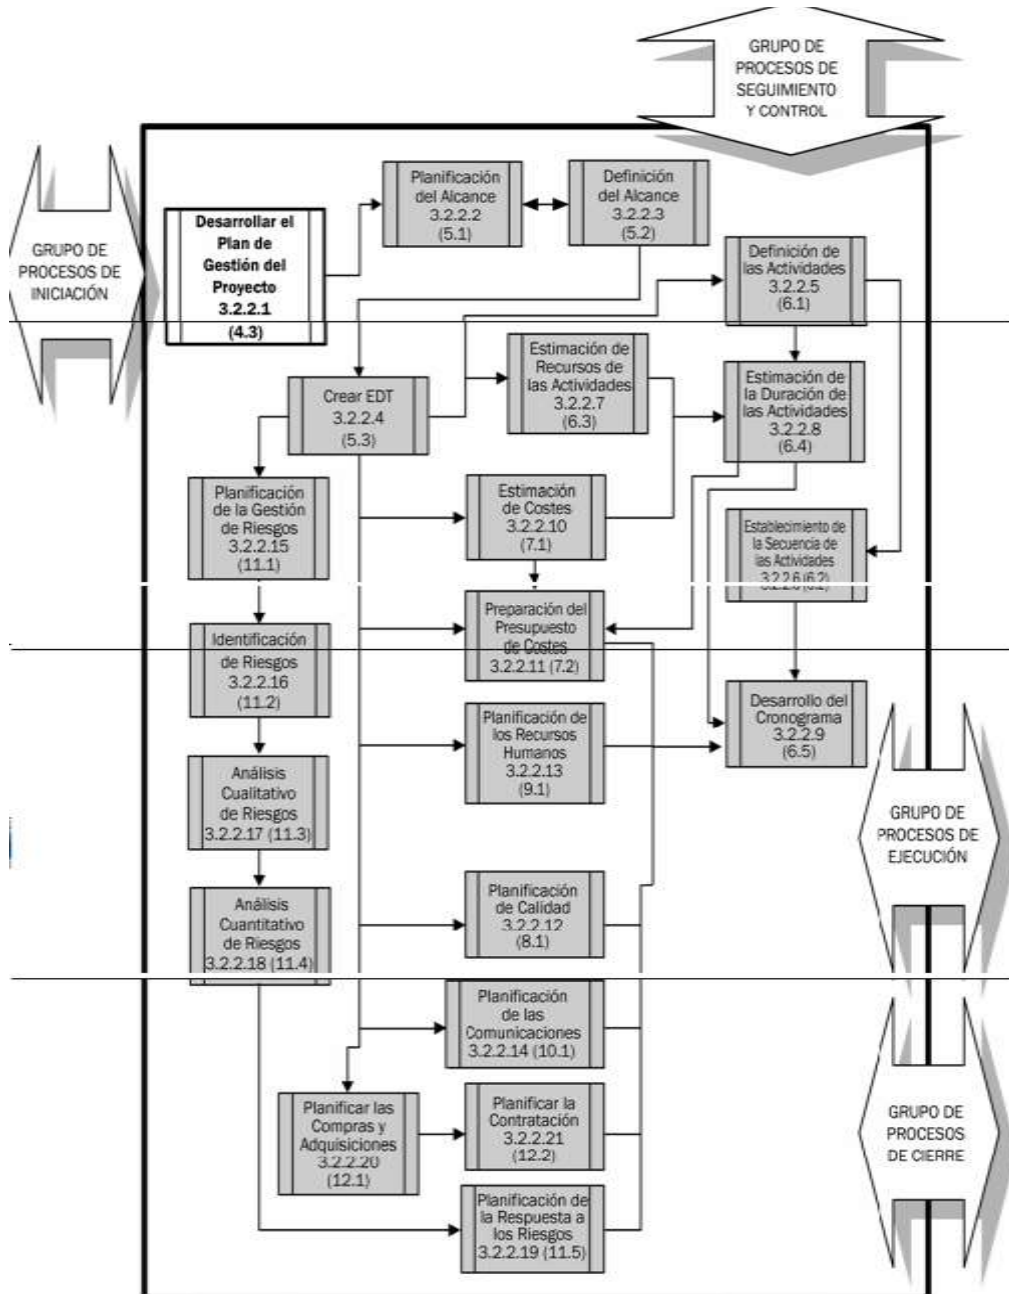 GRUPO DE
PROCESOS DE
SEGUIMIENTO
Y CONTROL
GRUPO DE
PROCESOS DE
INICIACIÓN
Desarrollar el
Plan de
Gestión del
Proyecto
3.2.2.1
(4.3)
Planificación
del Alcance
3.2.2.2
(5.1)
Definición
del Alcance
3.2.2.3
(5.2)
Definición de
las Actividades
3.2.2.5
(6.1)
Crear EDT
3.2.2.4
(5.3)
Estimación de
Recursos de
las Actividades
3.2.2.7
(6.3)
Estimación de
la Duración de
las Actividades
3.2.2.8
(6.4)
Planificación
de la Gestión
de Riesgos
3.2.2.15
(11.1)
Estimación
de Costes
3.2.2.10
(7.1)
Establecimiento de
la Secuencia de
las Actividades
3.2.2.6 (6.2)
Identificación
de Riesgos
3.2.2.16
(11.2)
Preparación del
Presupuesto
de Costes
3.2.2.11 (7.2)
Planificación de
los Recursos
Humanos
3.2.2.13
(9.1)
Desarrollo del
Cronograma
3.2.2.9
(6.5)
Análisis
Cualitativo
de Riesgos
3.2.2.17 (11.3)
GRUPO DE
PROCESOS DE
EJECUCIÓN
Análisis
Cuantitativo
de Riesgos
3.2.2.18 (11.4)
Planificación
de Calidad
3.2.2.12
(8.1)
Planificación
de las
Comunicaciones
3.2.2.14 (10.1)
Planificar las
Compras y
Adquisiciones
3.2.2.20
(12.1)
Planificar la
Contratación
3.2.2.21
(12.2)
GRUPO DE
PROCESOS
DE CIERRE
Planificación de
la Respuesta a
los Riesgos
3.2.2.19 (11.5)